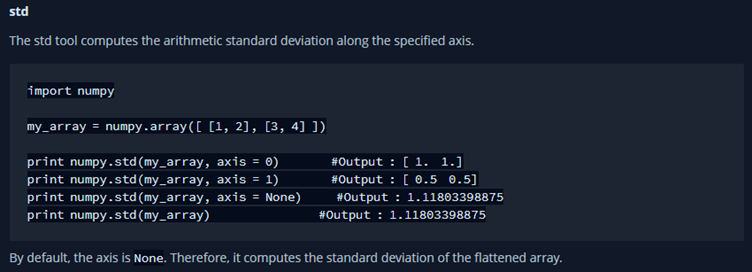 std
The std tool computes the arithmetic standard deviation along the specified axis.
import numpy
my_array = numpy.array([ [1, 2], [3, 4] ])
print numpy.std(my_array, axis = 0)       #Output : [ 1.  1.]
print numpy.std(my_array, axis = 1)       #Output : [ 0.5  0.5]
print numpy.std(my_array, axis = None)     #Output : 1.11803398875
print numpy.std(my_array)               #Output : 1.11803398875
By default, the axis is None. Therefore, it computes the standard deviation of the flattened array.